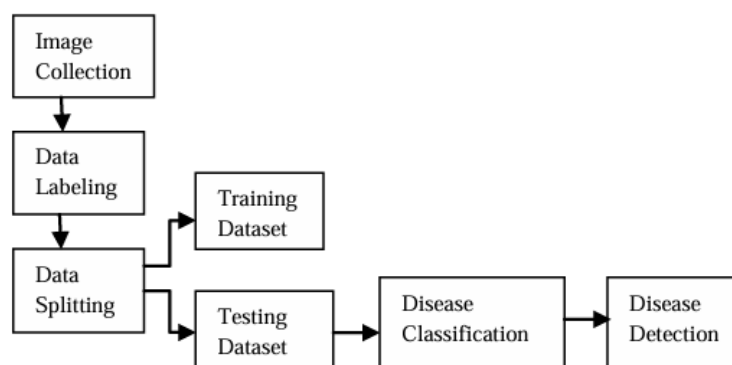 Image
Collection
Data
Labeling
Training
Dataset
Data
Splitting
Testing
Dataset
Disease
Classification
Disease
Detection